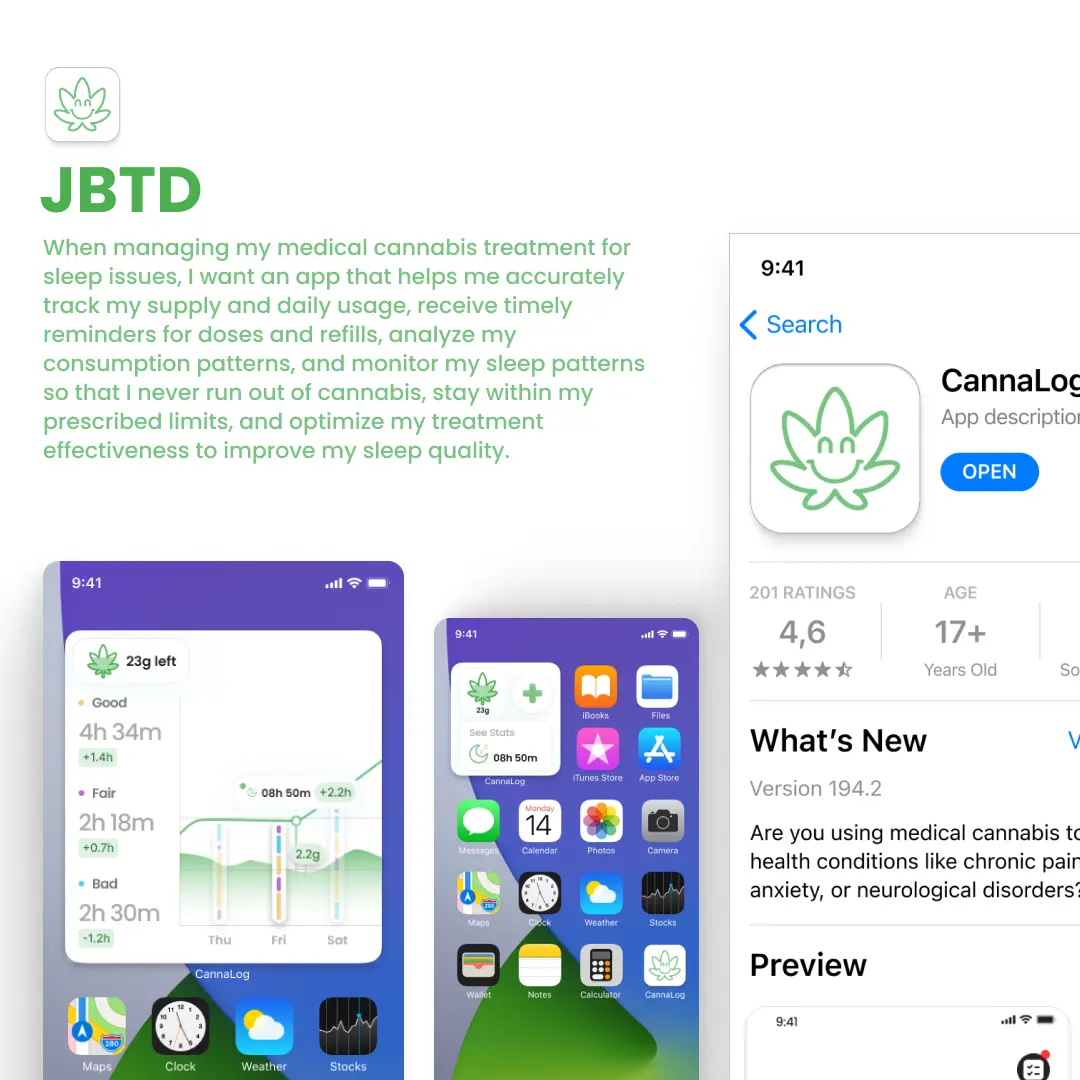 JBTD
When managing my medical cannabis treatment for
sleep issues, I want an app that helps me accurately
track my supply and daily usage, receive timely
reminders for doses and refills, analyze my
consumption patterns, and monitor my sleep patterns
so that I never run out of cannabis, stay within my
prescribed limits, and optimize my treatment
effectiveness to improve my sleep quality.
9:41
23g left
Good
4h 34m
+1.4h
Fair
2h 18m
+0.7h
Bad
2h 30m
-1.2h
08h 50m +2.2h
2.2g
Thu Fri Sat
CannaLog
Maps Clock Weather Stocks
9:41
23g
See Stats
08h 50m
CannaLog
iBooks Files
iTunes Store App Store
Messages
Monday
14
Calendar Photos Camera
280
Maps Clock Weather Stocks
Wallet Notes Calculator CannaLog
280
9:41
Search
CannaLog
App description
OPEN
201 RATINGS
4,6
AGE
17+
Years Old
So
What's New
V
Version 194.2
Are you using medical cannabis to
health conditions like chronic pain
anxiety, or neurological disorders?
Preview
9:41